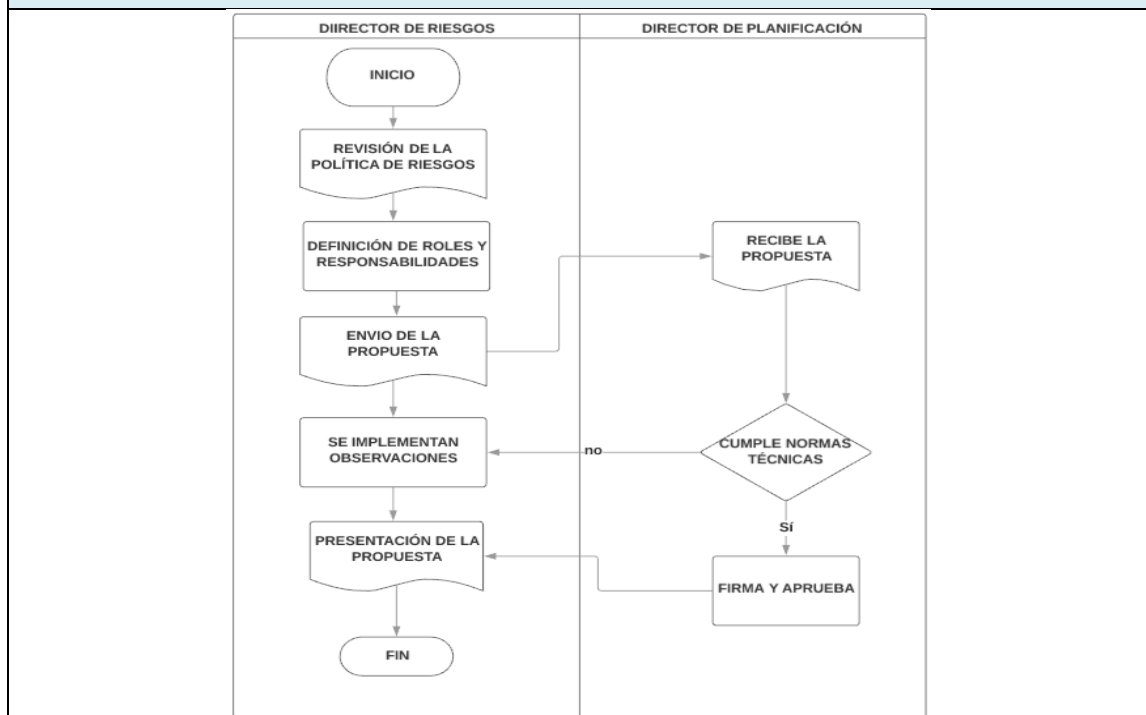 DIIRECTOR DE RIESGOS
DIRECTOR DE PLANIFICACIÓN
INICIO
REVISIÓN DE LA
POLÍTICA DE RIESGOS
DEFINICIÓN DE ROLES Y
RESPONSABILIDADES
RECIBE LA
PROPUESTA
ENVIO DE LA
PROPUESTA
SE IMPLEMENTAN
OBSERVACIONES
no
CUMPLE NORMAS
TÉCNICAS
Sí
PRESENTACIÓN DE LA
PROPUESTA
FIRMA Y APRUEBA
FIN